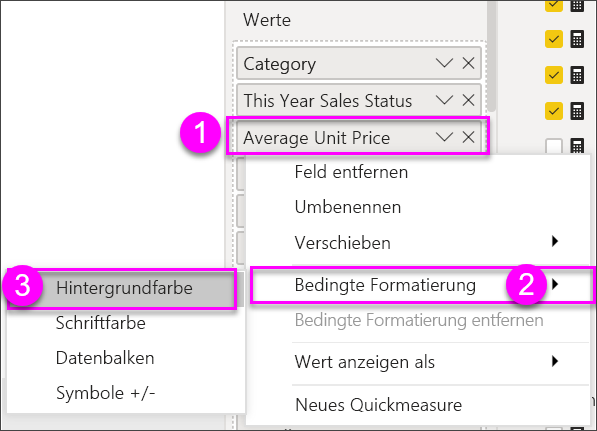 Werte
Category
This Year Sales Status
1
Average Unit Price
Feld entfernen
Umbenennen
Verschieben
Bedingte Formatierung
2
3
Hintergrundfarbe
Schriftfarbe
Datenbalken
Symbole +/-
Bedingte Formatierung entfernen
Wert anzeigen als
Neues Quickmeasure